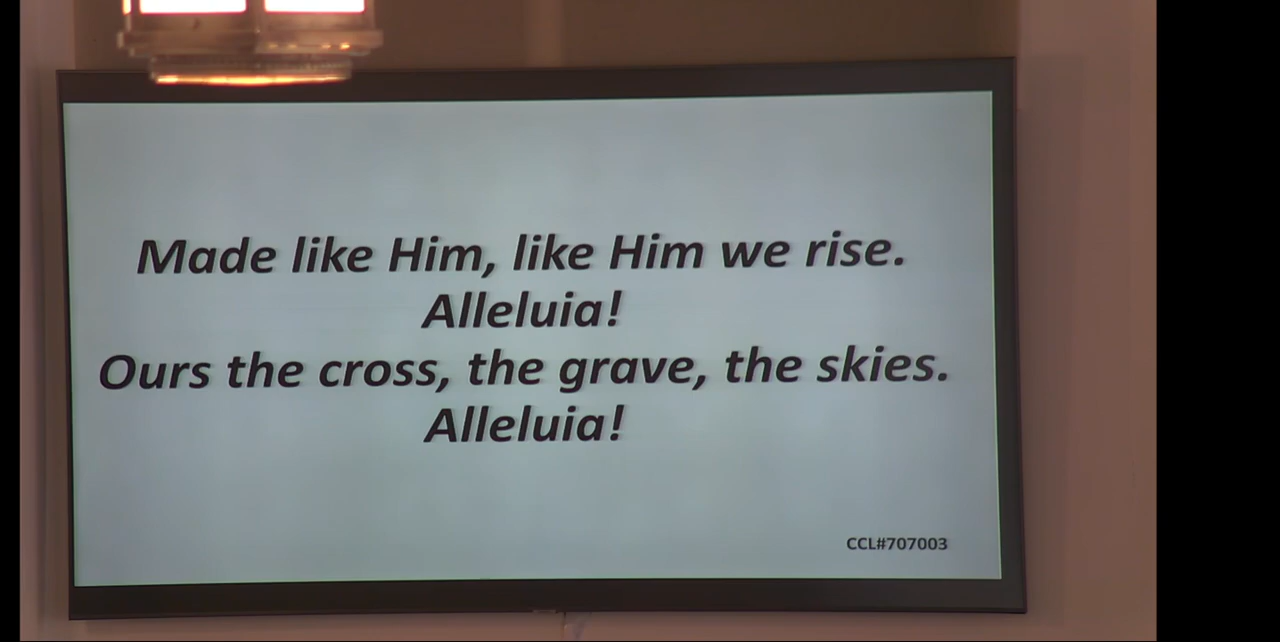 Made like Him, like Him we rise.
Alleluia!
Ours the cross, the grave, the skies.
Alleluia!
CCL#707003